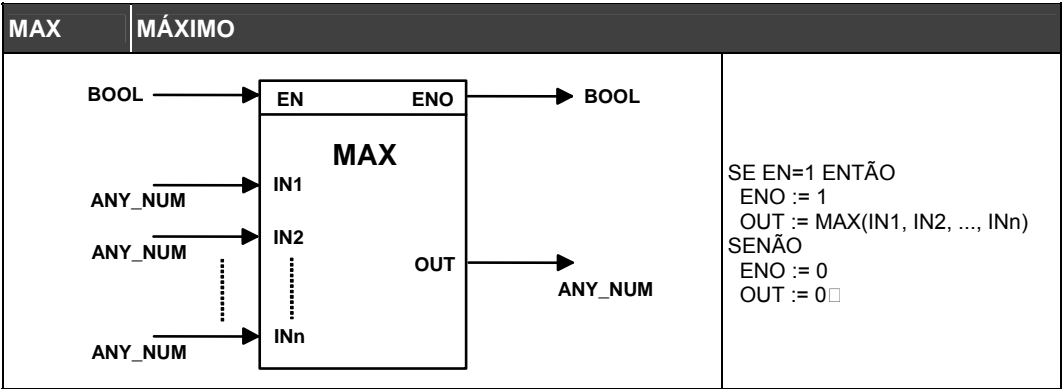 MAX MÁXIMO
BOOL EN ENO BOOL
MAX
IN1
ANY_NUM
IN2
ANY_NUM
OUT
ANY_NUM
INn
ANY_NUM
SE EN=1 ENTÃO
ENO := 1
OUT := MAX(IN1, IN2, ..., INn)
SENÃO
ENO := 0
OUT := 0□